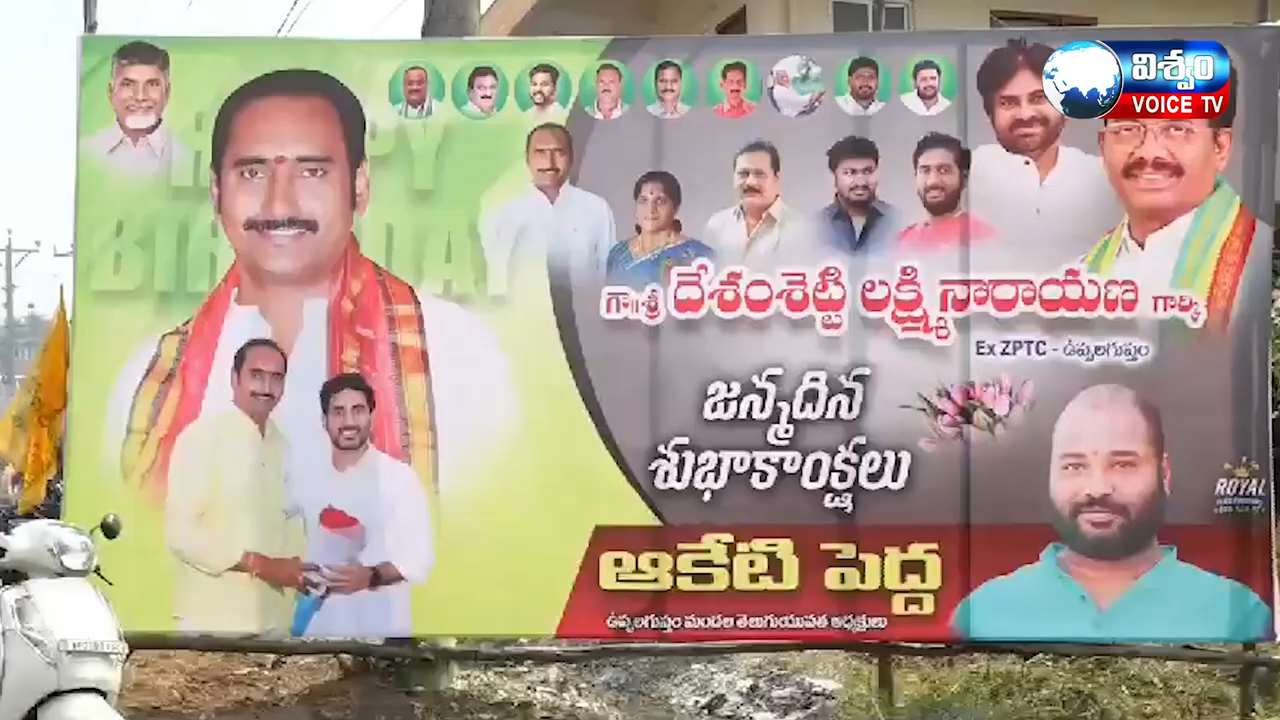 విశ్వం
VOICE TV
HAPPY
BIRTHDAY
గౌ॥శ్రీ దేశంశెట్టి లక్ష్మినారాయణ గారికి
Ex ZPTC - ఉప్పలగుప్తం
జన్మదిన
శుభాకాంక్షలు
ROYAL
ఆకేటి పెద్ద
ఉప్పలగుప్తం మండల తెలుగుయువత అధ్యక్షులు